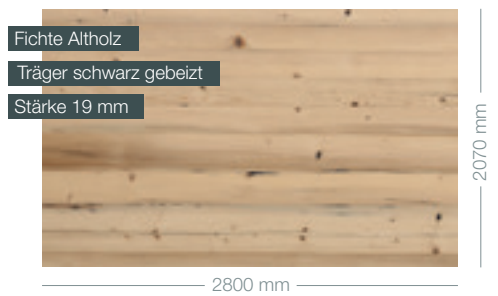 Fichte Altholz
Träger schwarz gebeizt
Stärke 19 mm
2070 mm
2800 mm